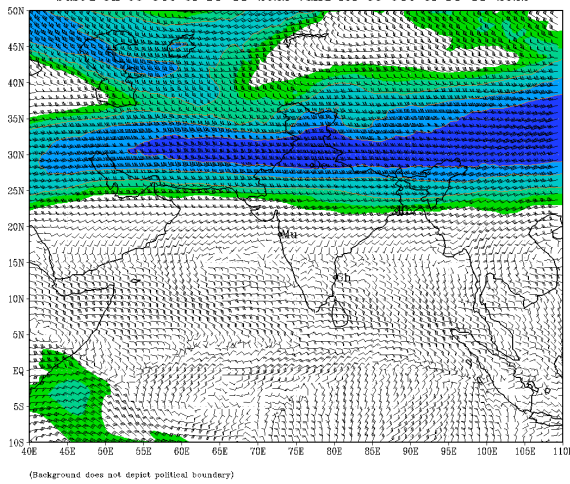 50N
45N
40N
35N
30N
25N
20N
Mu
15N
Ch
10N
5N
EQ
5S
10S
40E 45E 50E 55E 60E 65E 70E 75E 80E 85E 90E 95E 100E 105E 110E
(Background does not depict political boundary)